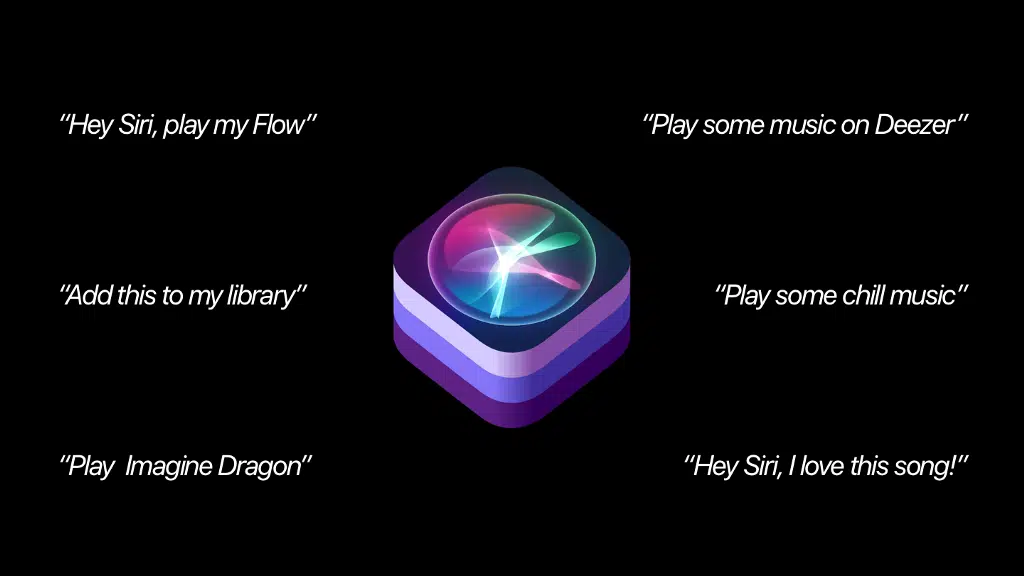 “Hey Siri, play my Flow”
“Play some music on Deezer”
“Add this to my library”
“Play some chill music”
“Play  Imagine Dragon”
“Hey Siri, I love this song!”